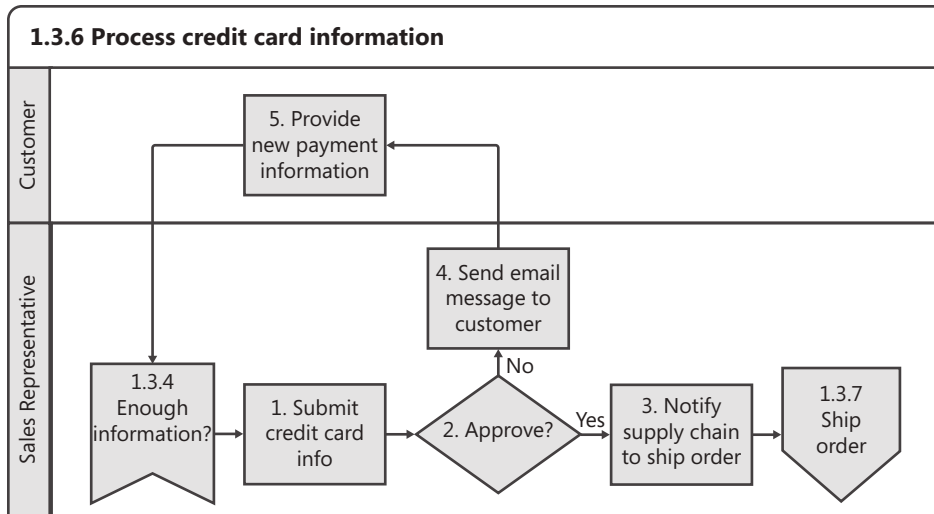 1.3.6 Process credit card information
Customer
5. Provide
new payment
information
Sales Representative
4. Send email
message to
customer
No
1.3.4
Enough
information?
1. Submit
credit card
info
2. Approve?
Yes
3. Notify
supply chain
to ship order
1.3.7
Ship
order